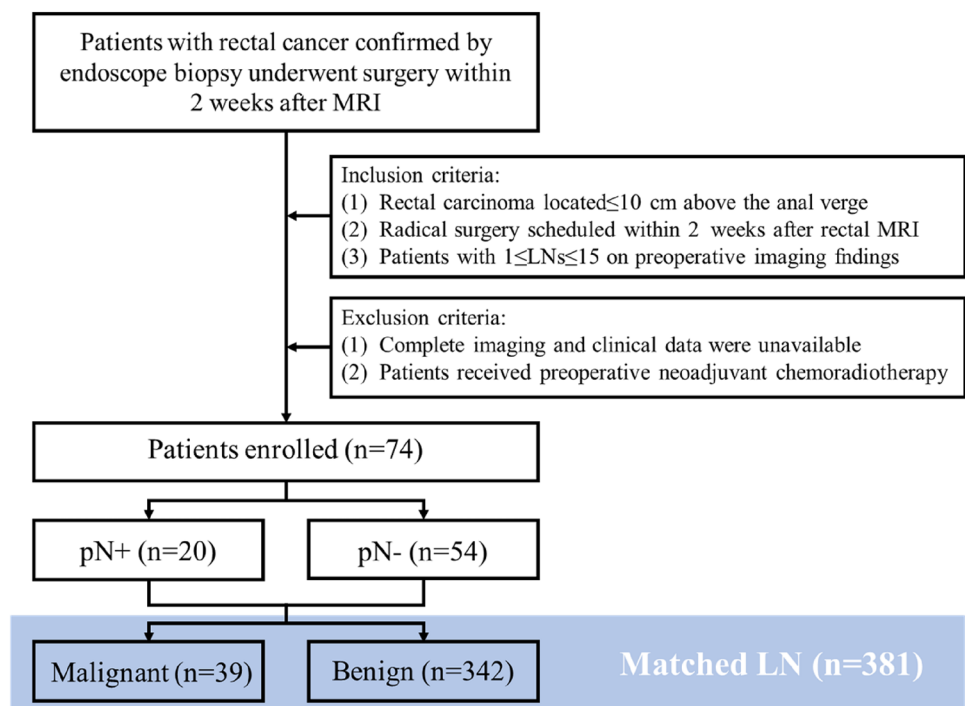 Patients with rectal cancer confirmed by
endoscope biopsy underwent surgery within
2 weeks after MRI
Inclusion criteria:
(1) Rectal carcinoma located≤10 cm above the anal verge
(2) Radical surgery scheduled within 2 weeks after rectal MRI
(3) Patients with 1≤LNs≤15 on preoperative imaging findings
Exclusion criteria:
(1) Complete imaging and clinical data were unavailable
(2) Patients received preoperative neoadjuvant chemoradiotherapy
Patients enrolled (n=74)
pN+ (n=20)
pN- (n=54)
Malignant (n=39)
Benign (n=342)
Matched LN (n=381)